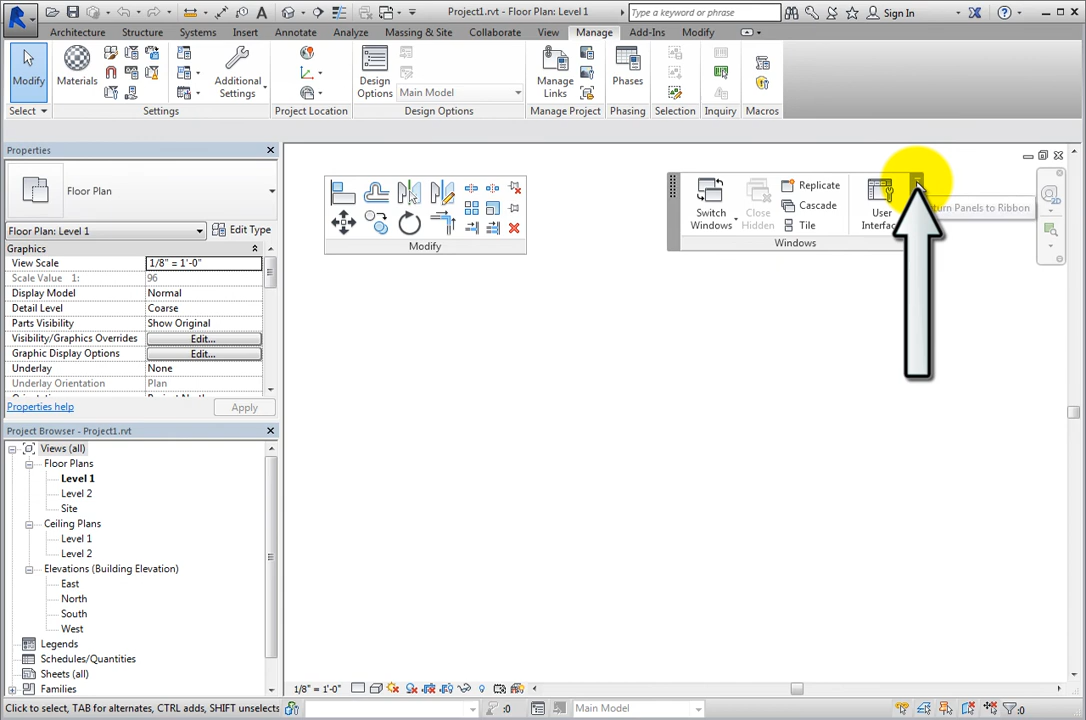 Project1.rvt - Floor Plan: Level 1
Type a keyword or phrase
Sign In
Architecture Structure Systems Insert Annotate Analyze Massing & Site Collaborate View Manage Add-Ins Modify
Modify
Materials
Additional Settings
Design Options
Main Model
Manage Links
Phases
Select
Settings
Project Location
Design Options
Manage Project
Phasing
Selection
Inquiry
Macros
Properties
Floor Plan
Floor Plan: Level 1
Edit Type
Graphics
View Scale 1/8" = 1'-0"
Scale Value 1: 96
Display Model Normal
Detail Level Coarse
Parts Visibility Show Original
Visibility/Graphics Overrides Edit...
Graphic Display Options Edit...
Underlay None
Underlay Orientation Plan
Properties help
Apply
Project Browser - Project1.rvt
Views (all)
Floor Plans
Level 1
Level 2
Site
Ceiling Plans
Level 1
Level 2
Elevations (Building Elevation)
East
North
South
West
Legends
Schedules/Quantities
Sheets (all)
Families
Modify
Switch Windows
Close Hidden
Replicate
Cascade
Tile
User
Windows
Panels to Ribbon
2D
1/8" = 1'-0"
Click to select, TAB for alternates, CTRL adds, SHIFT unselects
:0
Main Model
:0